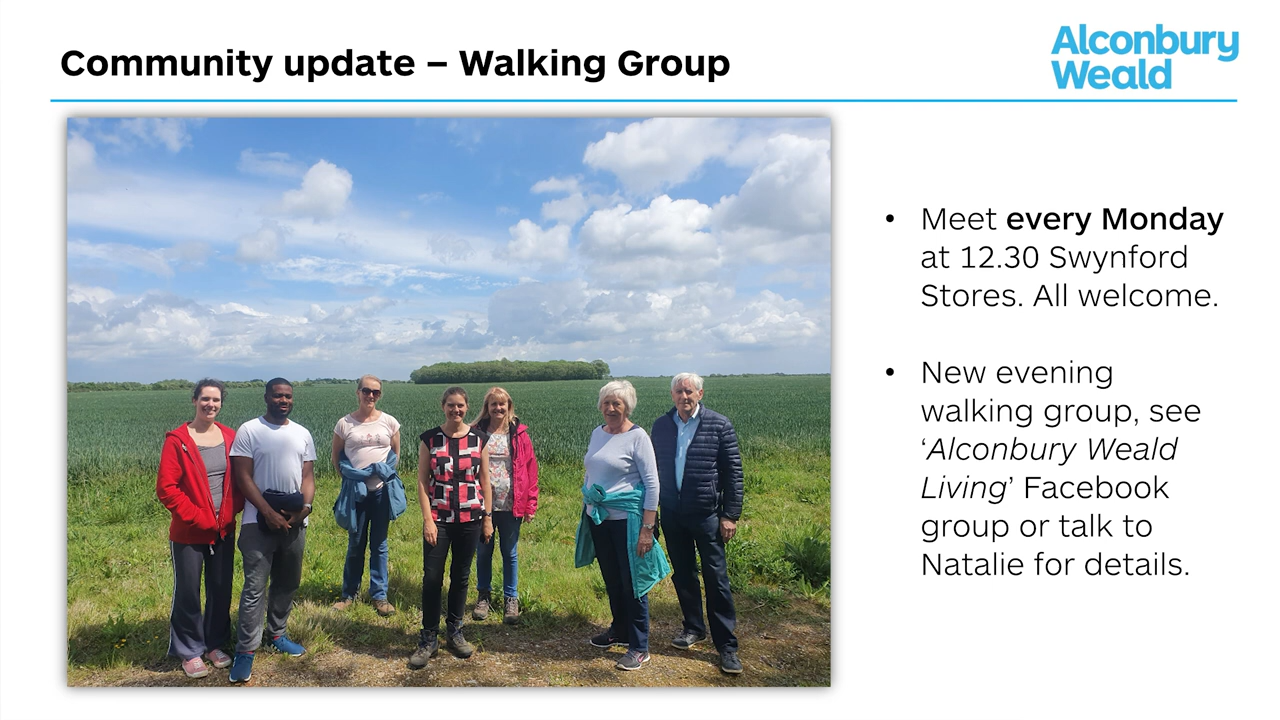 Community update – Walking Group
Alconbury
Weald
• Meet every Monday
at 12.30 Swynford
Stores. All welcome.
• New evening
walking group, see
‘Alconbury Weald
Living’ Facebook
group or talk to
Natalie for details.